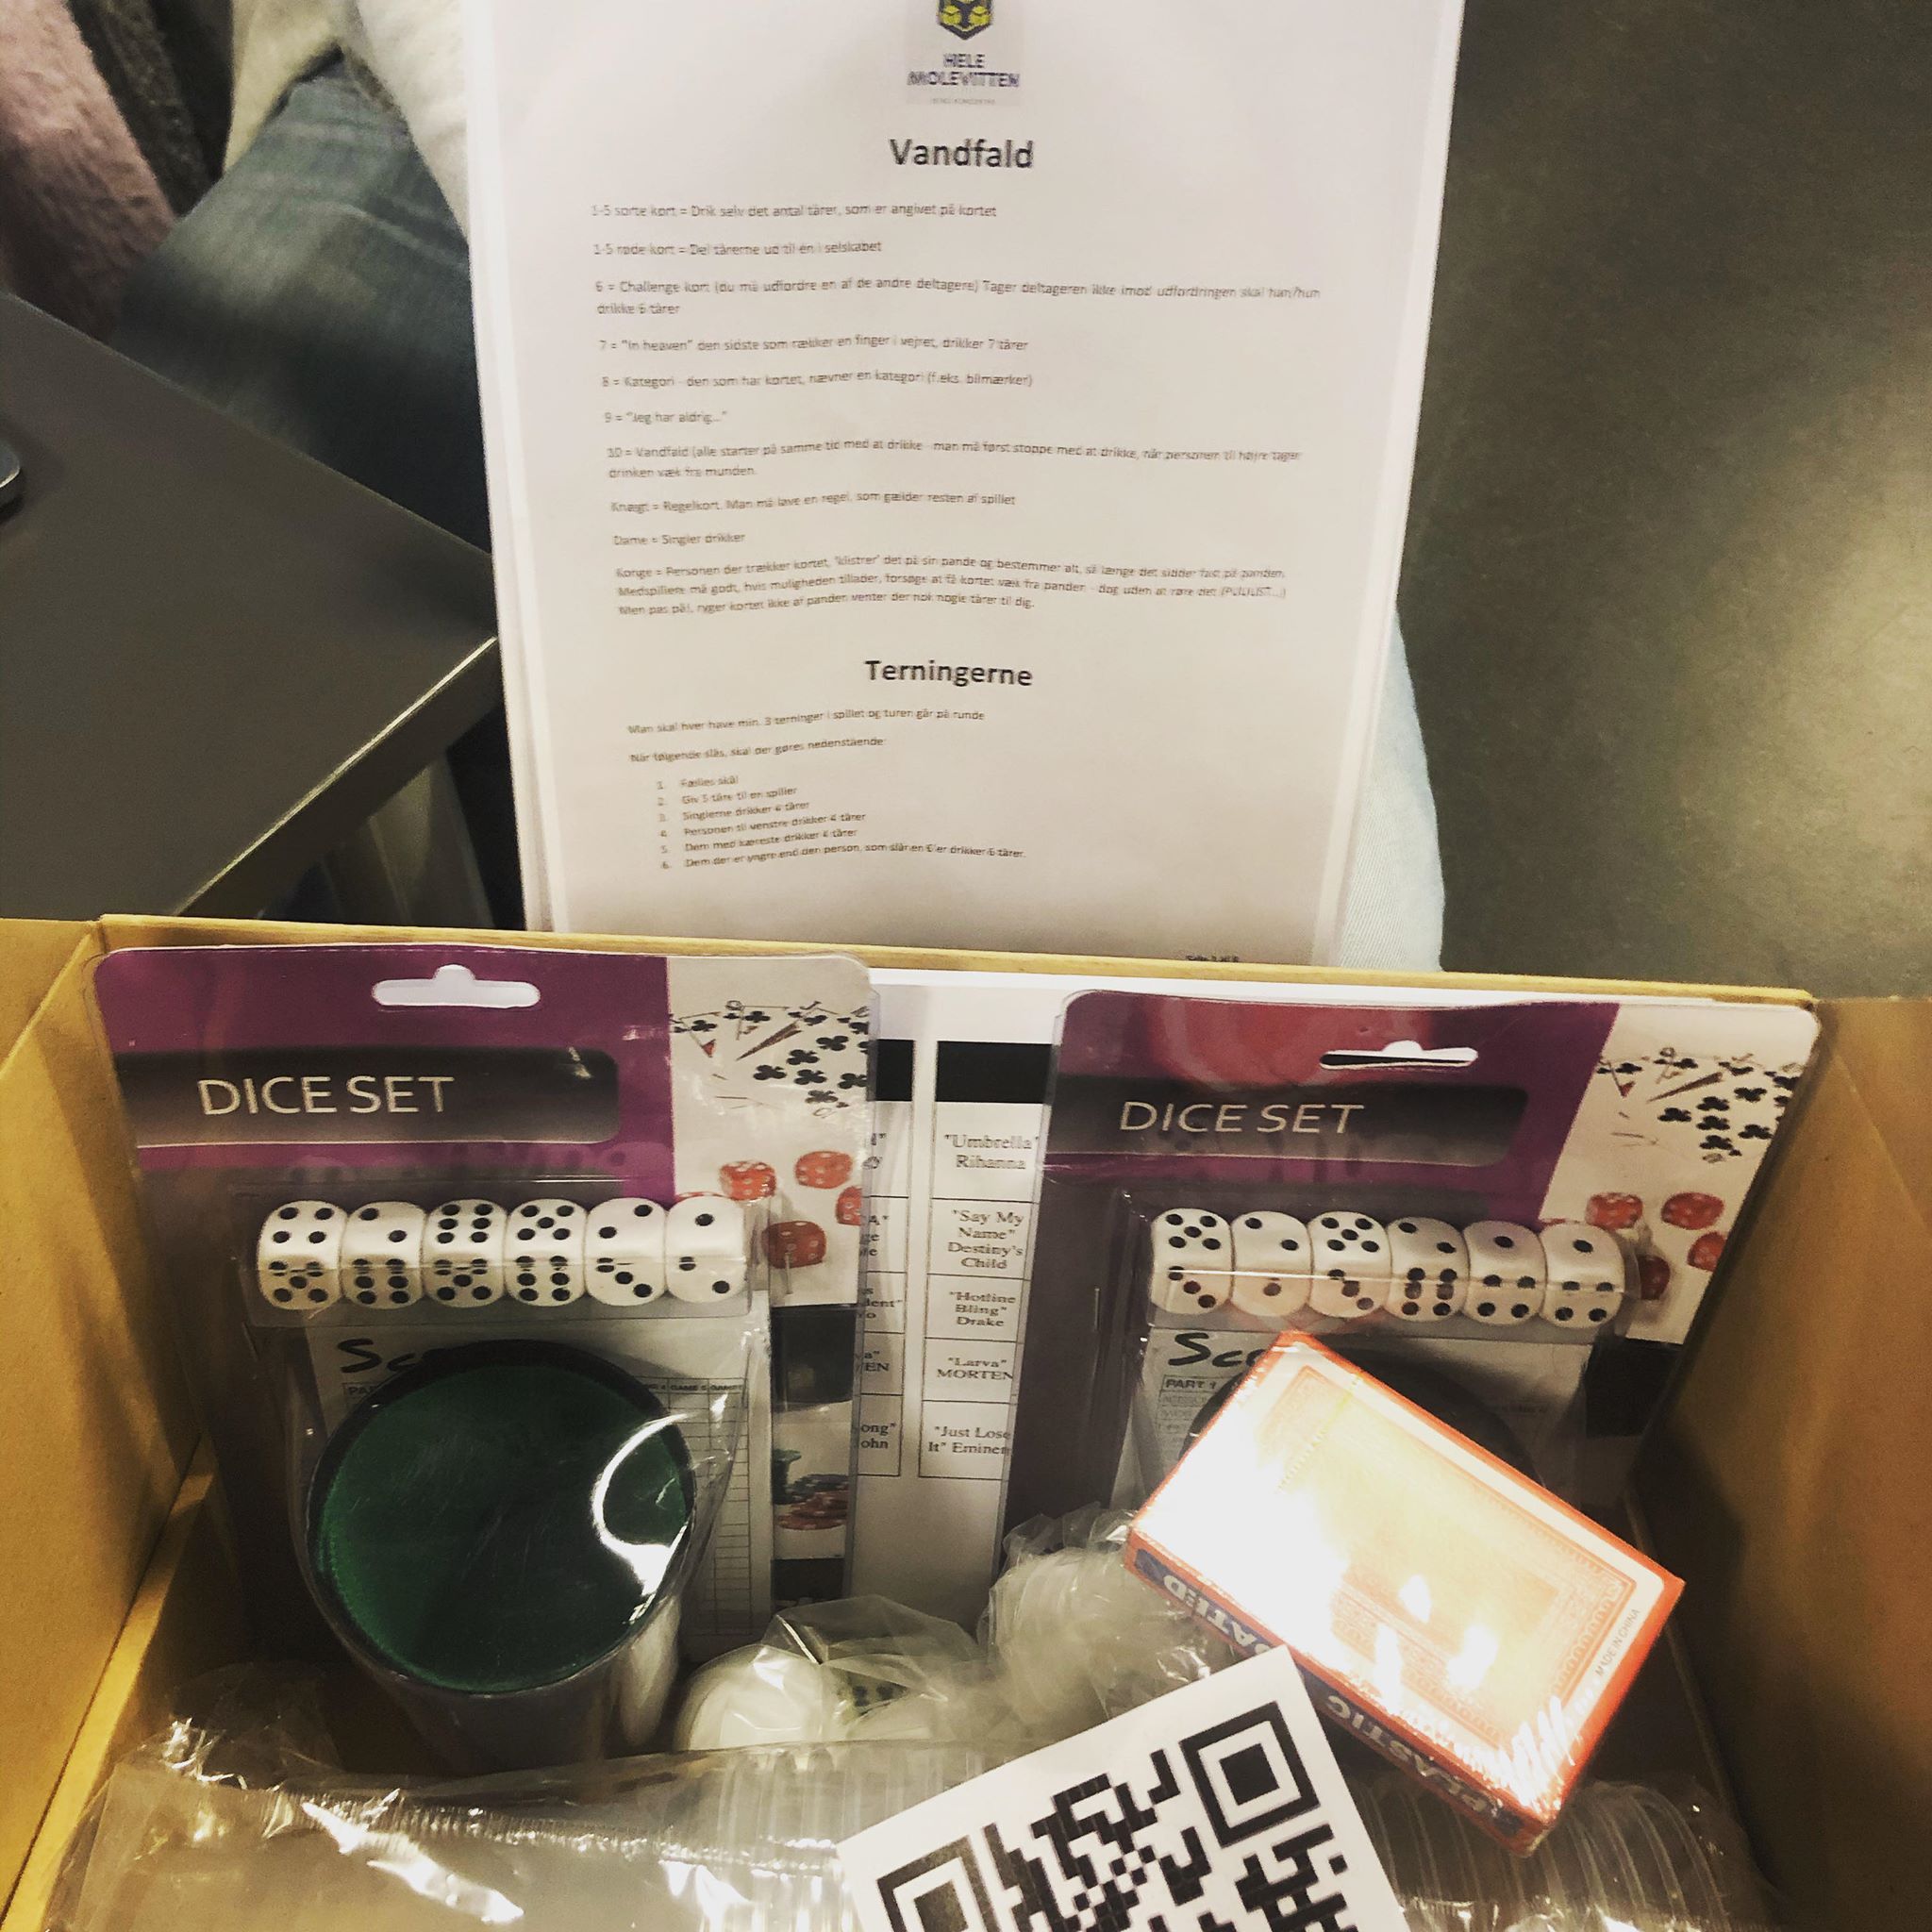 HELE
MOLEVITTEN
Vandfald
1-5 sorte kort = Drik selv det antal tårer, som er angivet på kortet
1-5 røde kort = Del tårerne ud til én i selskabet
6 = Challenge kort (du må udfordre en af de andre deltagere) Tager deltageren ikke imod udfordringen skal han/hun
drikke 6 tårer
7 = "In heaven" den sidste som rækker en finger i vejret, drikker 7 tårer
8 = Kategori - den som har kortet, nævner en kategori (f.eks. bilmærker)
9 = "Jeg har aldrig..."
10 = Vandfald (alle starter på samme tid med at drikke - man må først stoppe med at drikke, når personen til højre tager
drinken væk fra munden.
Knægt = Regelkort. Man må lave en regel, som gælder resten af spillet
Dame = Singler drikker
Konge = Personen der trækker kortet, 'klistrer' det på sin pande og bestemmer alt, så længe det sidder fast på panden.
Medspillere må godt, hvis muligheden tillader, forsøge at få kortet væk fra panden - dog uden at røre det
Men pas på!, ryger kortet ikke af panden venter der nok nogle tårer til dig.
Terningerne
Man skal hver have min. 3 terninger i spillet og turen går på runde
Når følgende slås, skal der gøres nedenstående
1. Fælles skål
2. Giv 5 tåre til en spiller
3. Singlerne drikker 4 tårer
4. Personen til venstre drikker 4 tårer
5. Dem med kæreste drikker 4 tårer
6. Dem der er yngre end den person, som slår en 6'er drikker 6 tårer.
DICE SET
DICE SET
"Umbrella"
Rihanna
"Say My
Name"
Destiny's
Child
"Hotline
Bling"
Drake
"Larva"
MORTEN
"Just Lose
It" Eminem
ong"
ohn
Sc
Sco
PART 1
MADE IN CHINA
PLASTIC